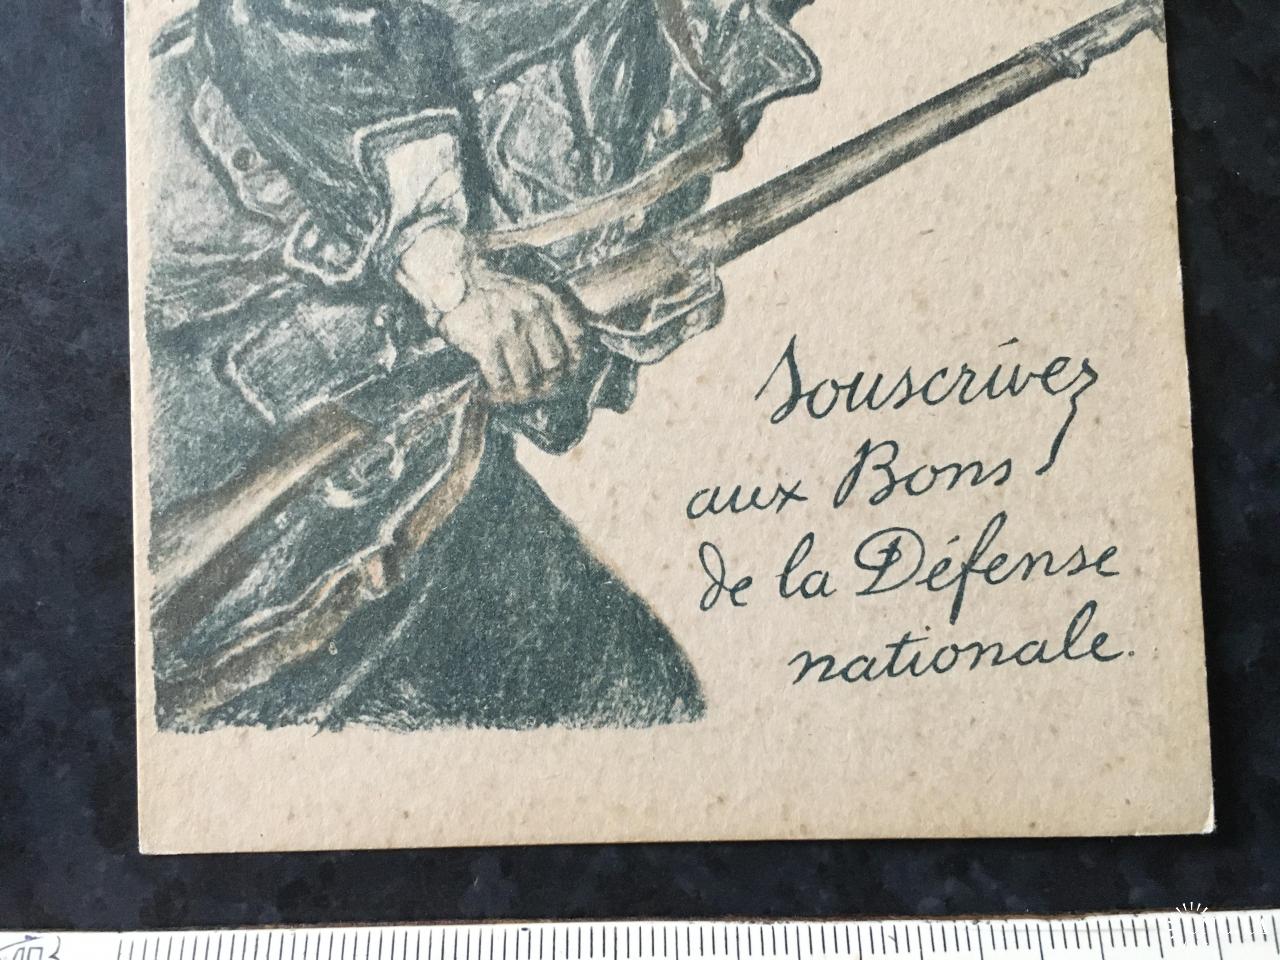 Souscrivez
aux Bons
de la Défense
nationale.